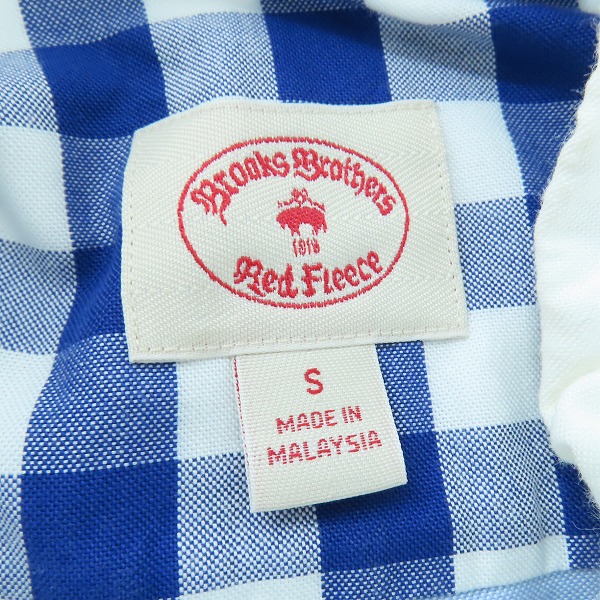 Brooks Brothers
1818
Red Fleece
S
MADE IN
MALAYSIA